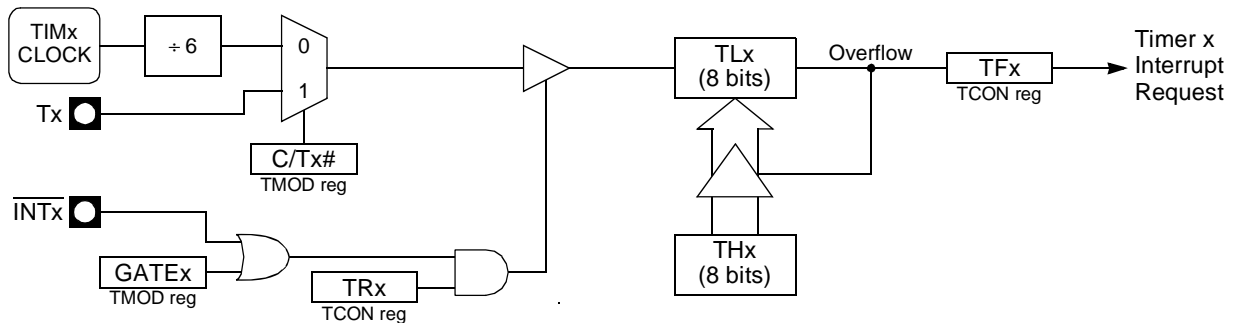 TIMx
CLOCK
÷ 6
0
1
Tx
C/Tx#
TMOD reg
INTx
GATEx
TMOD reg
TRx
TCON reg
TLx
(8 bits)
Overflow
TFx
TCON reg
Timer x
Interrupt
Request
THx
(8 bits)